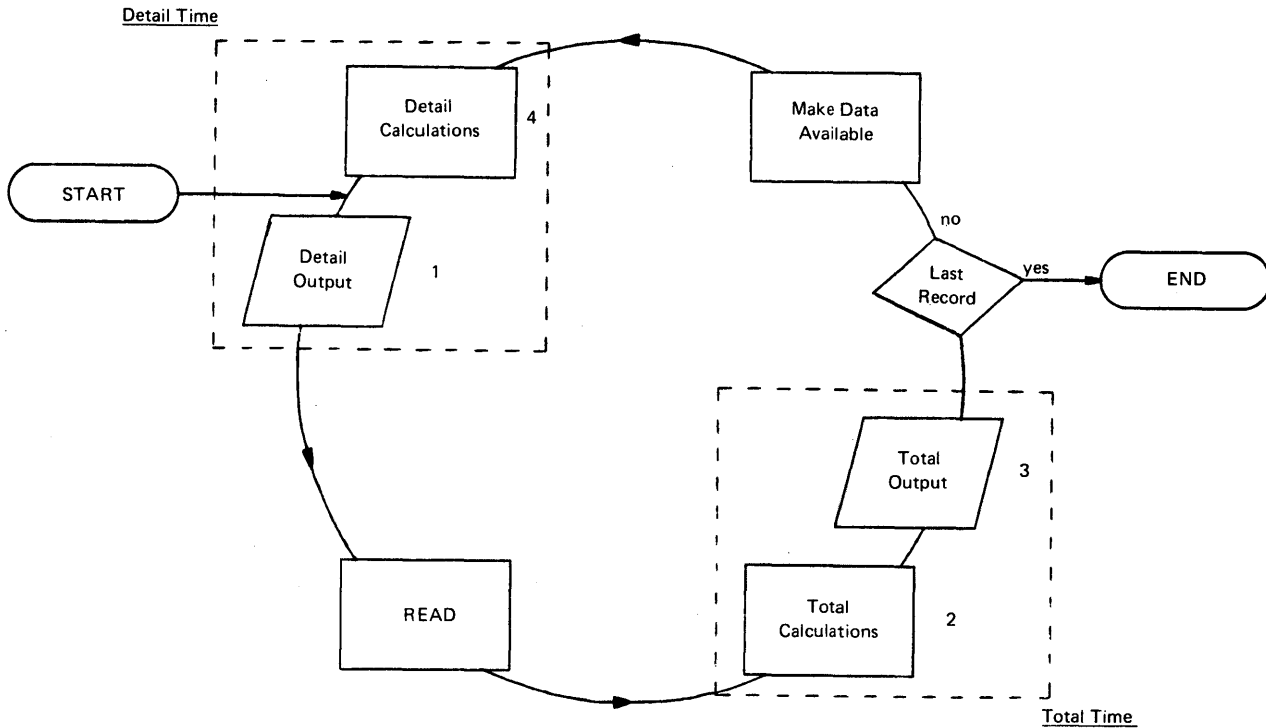 Detail Time
Detail
Calculations
4
Make Data
Available
START
no
Detail
Output
1
Last
Record
yes
END
Total
Output
3
READ
Total
Calculations
2
Total Time